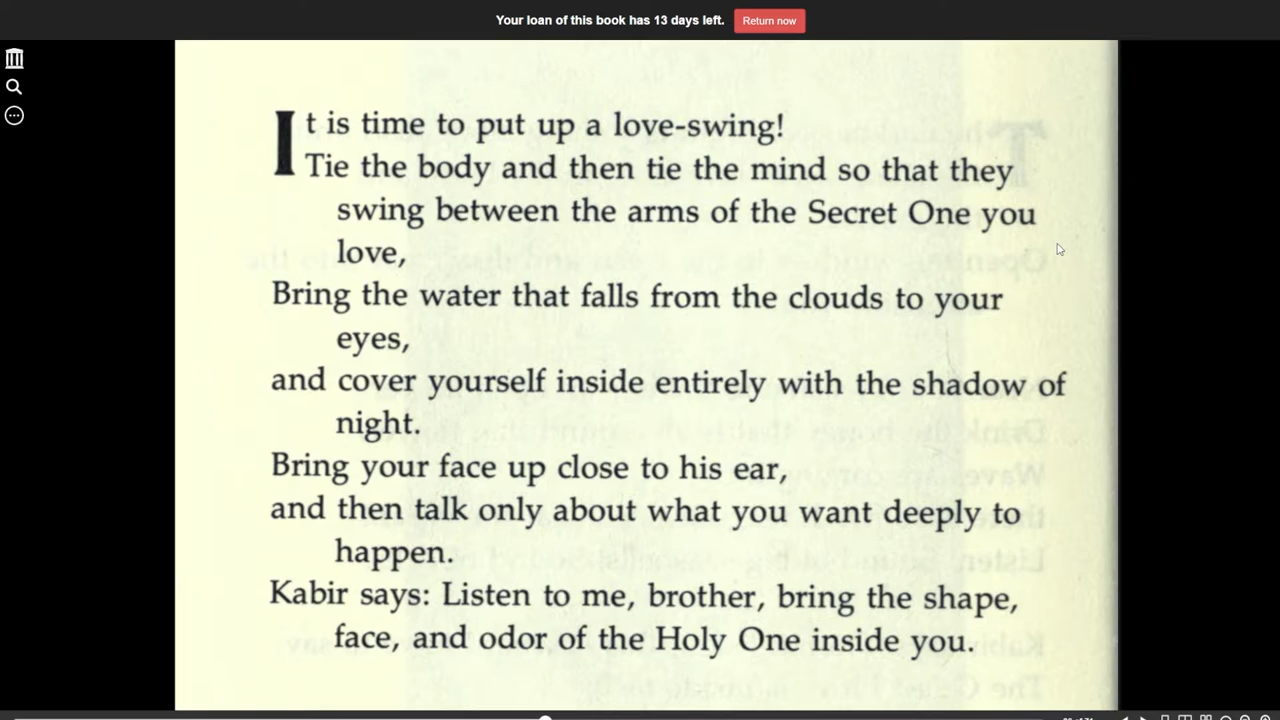 Your loan of this book has 13 days left. Return now
It is time to put up a love-swing!
Tie the body and then tie the mind so that they
swing between the arms of the Secret One you
love,
Bring the water that falls from the clouds to your
eyes,
and cover yourself inside entirely with the shadow of
night.
Bring your face up close to his ear,
and then talk only about what you want deeply to
happen.
Kabir says: Listen to me, brother, bring the shape,
face, and odor of the Holy One inside you.